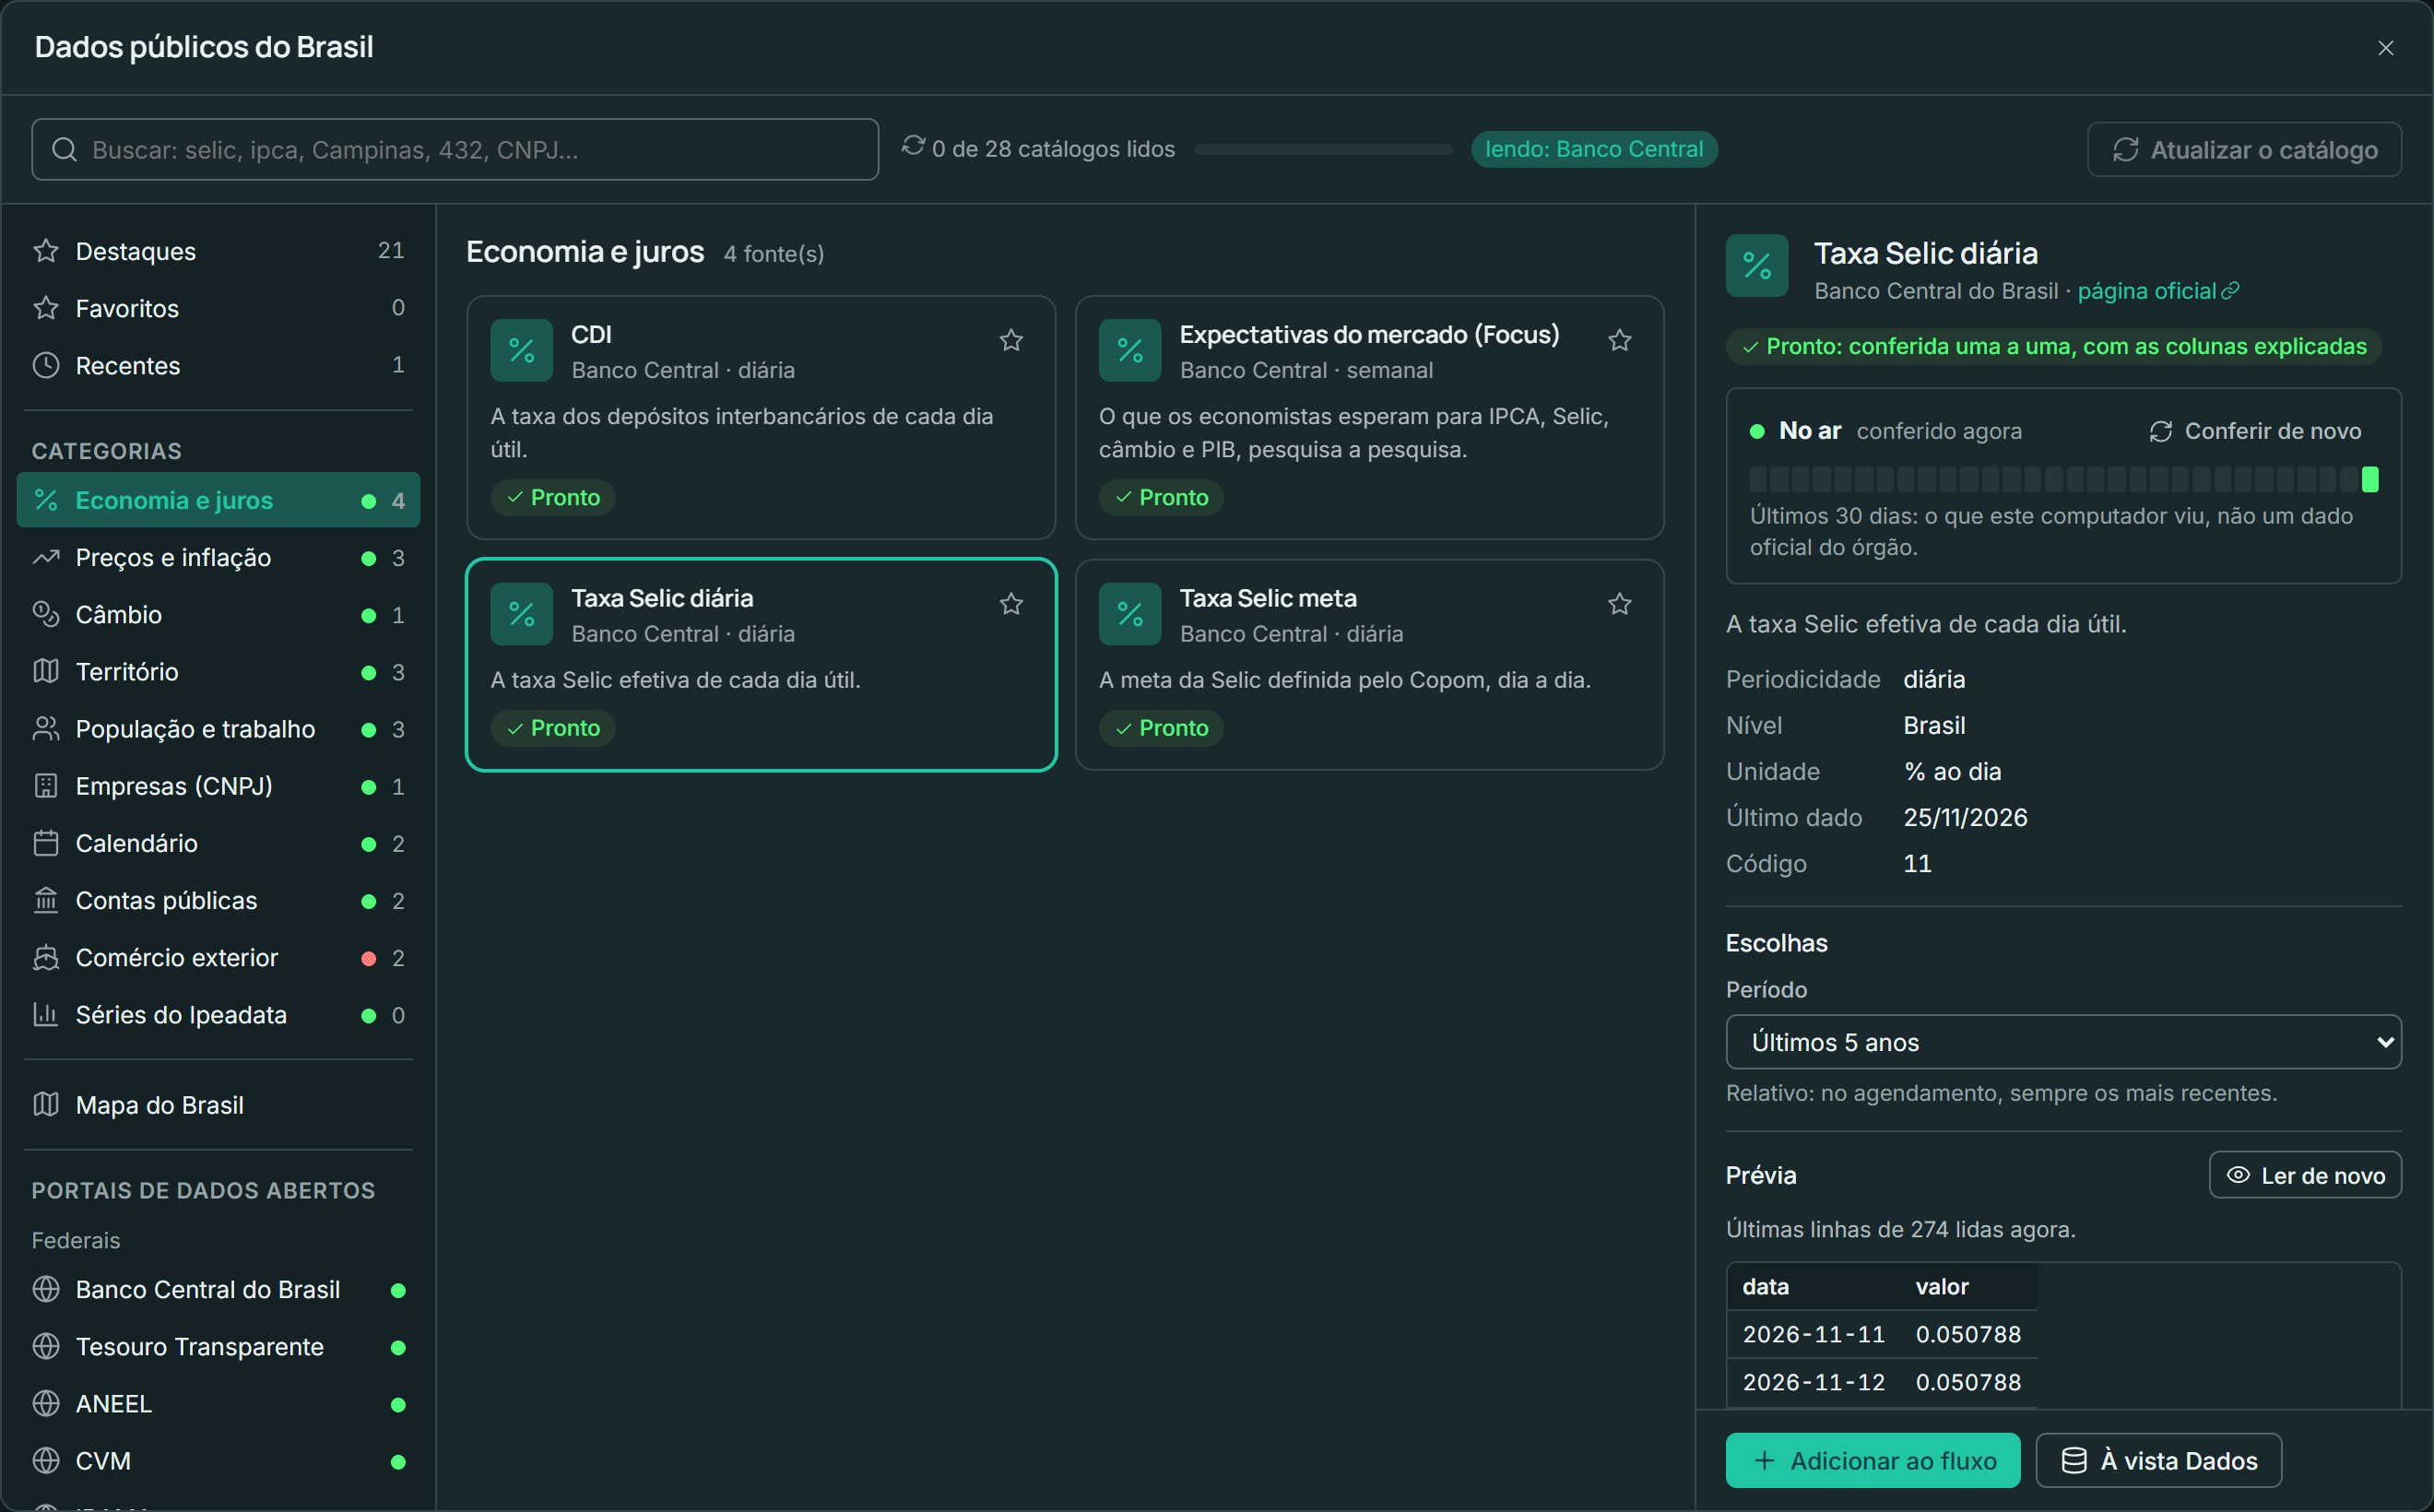 Dados públicos do Brasil
Buscar: selic, ipca, Campinas, 432, CNPJ...
0 de 28 catálogos lidos
lendo: Banco Central
Atualizar o catálogo
Destaques 21
Favoritos 0
Recentes 1
CATEGORIAS
Economia e juros 4
Preços e inflação 3
Câmbio 1
Território 3
População e trabalho 3
Empresas (CNPJ) 1
Calendário 2
Contas públicas 2
Comércio exterior 2
Séries do Ipeadata 0
Mapa do Brasil
PORTAIS DE DADOS ABERTOS
Federais
Banco Central do Brasil
Tesouro Transparente
ANEEL
CVM
Economia e juros 4 fonte(s)
CDI
Banco Central · diária
A taxa dos depósitos interbancários de cada dia
útil.
Pronto
Expectativas do mercado (Focus)
Banco Central · semanal
O que os economistas esperam para IPCA, Selic,
câmbio e PIB, pesquisa a pesquisa.
Pronto
Taxa Selic diária
Banco Central · diária
A taxa Selic efetiva de cada dia útil.
Pronto
Taxa Selic meta
Banco Central · diária
A meta da Selic definida pelo Copom, dia a dia.
Pronto
Taxa Selic diária
Banco Central do Brasil · página oficial
Pronto: conferida uma a uma, com as colunas explicadas
No ar conferido agora
Conferir de novo
Últimos 30 dias: o que este computador viu, não um dado
oficial do órgão.
A taxa Selic efetiva de cada dia útil.
Periodicidade diária
Nível Brasil
Unidade % ao dia
Último dado 25/11/2026
Código 11
Escolhas
Período
Últimos 5 anos
Relativo: no agendamento, sempre os mais recentes.
Prévia
Ler de novo
Últimas linhas de 274 lidas agora.
data valor
2026-11-11 0.050788
2026-11-12 0.050788
Adicionar ao fluxo
À vista Dados